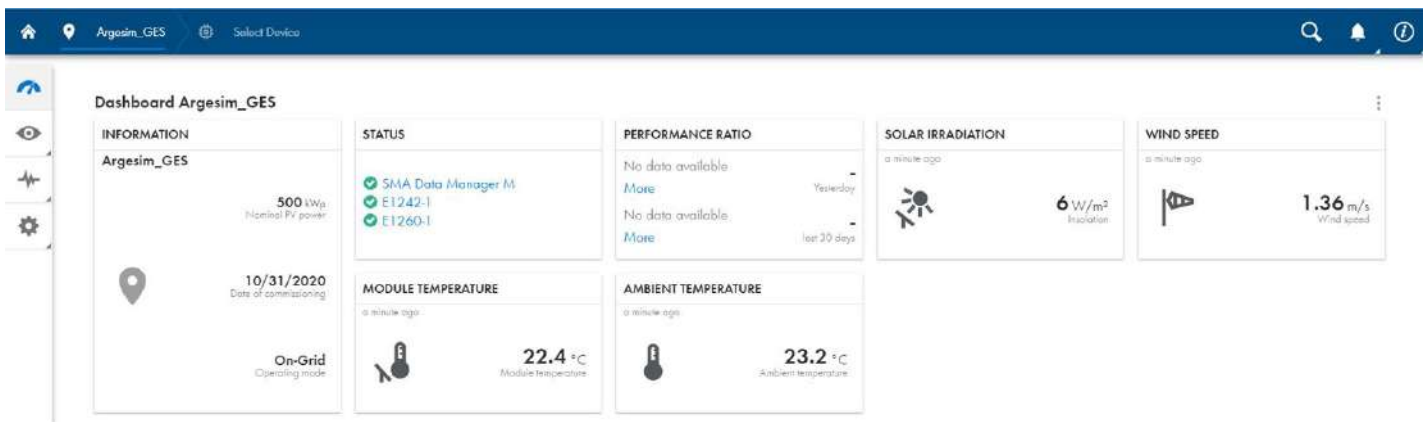 Argesim_GES
Select Device
Dashboard Argesim_GES
INFORMATION
Argesim_GES
500 kWp
Nominal PV power
10/31/2020
Date of commissioning
On-Grid
Operating mode
STATUS
SMA Data Manager M
E1242-1
E1260-1
PERFORMANCE RATIO
No data available
-
More
Yesterday
No data available
-
More
last 30 days
SOLAR IRRADIATION
a minute ago
6 W/m²
Insolation
WIND SPEED
a minute ago
1.36 m/s
Wind speed
MODULE TEMPERATURE
a minute ago
22.4 °C
Module temperature
AMBIENT TEMPERATURE
a minute ago
23.2 °C
Ambient temperature